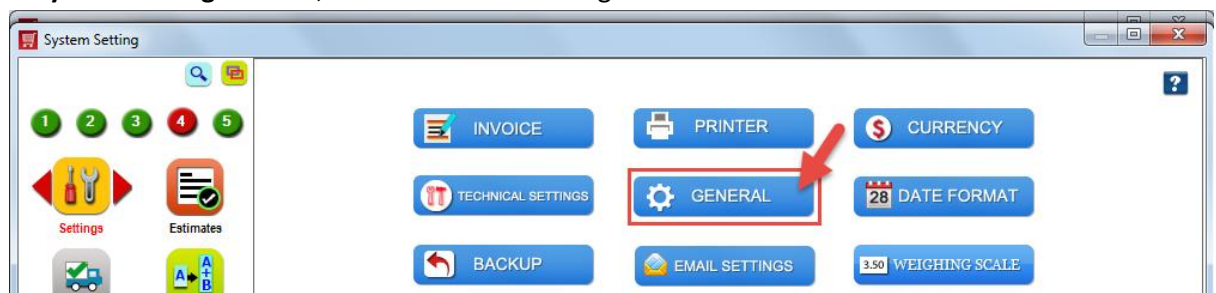 System Setting
1 2 3 4 5
?
INVOICE PRINTER $ CURRENCY
TECHNICAL SETTINGS GENERAL 28 DATE FORMAT
Settings Estimates
BACKUP EMAIL SETTINGS 3.50 WEIGHING SCALE
A A+B